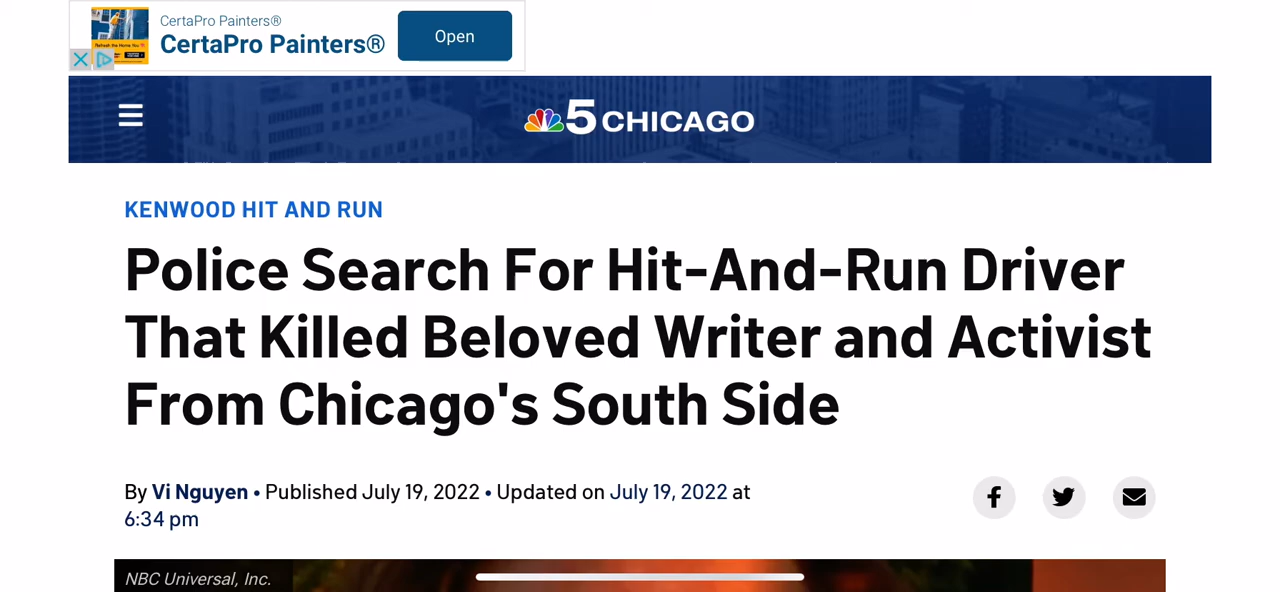 CertaPro Painters®
CertaPro Painters®
Open
5 CHICAGO
KENWOOD HIT AND RUN
Police Search For Hit-And-Run Driver
That Killed Beloved Writer and Activist
From Chicago's South Side
By Vi Nguyen • Published July 19, 2022 • Updated on July 19, 2022 at
6:34 pm
NBC Universal, Inc.